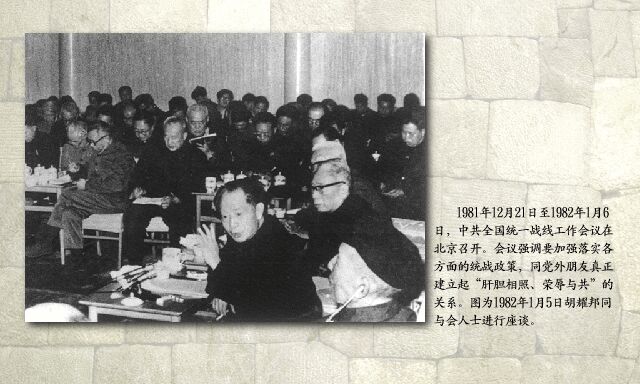 1981年12月21日至1982年1月6
日，中共全国统一战线工作会议在
北京召开。会议强调要加强落实各
方面的统战政策，同党外朋友真正
建立起“肝胆相照、荣辱与共”的
关系。图为1982年1月5日胡耀邦同
与会人士进行座谈。